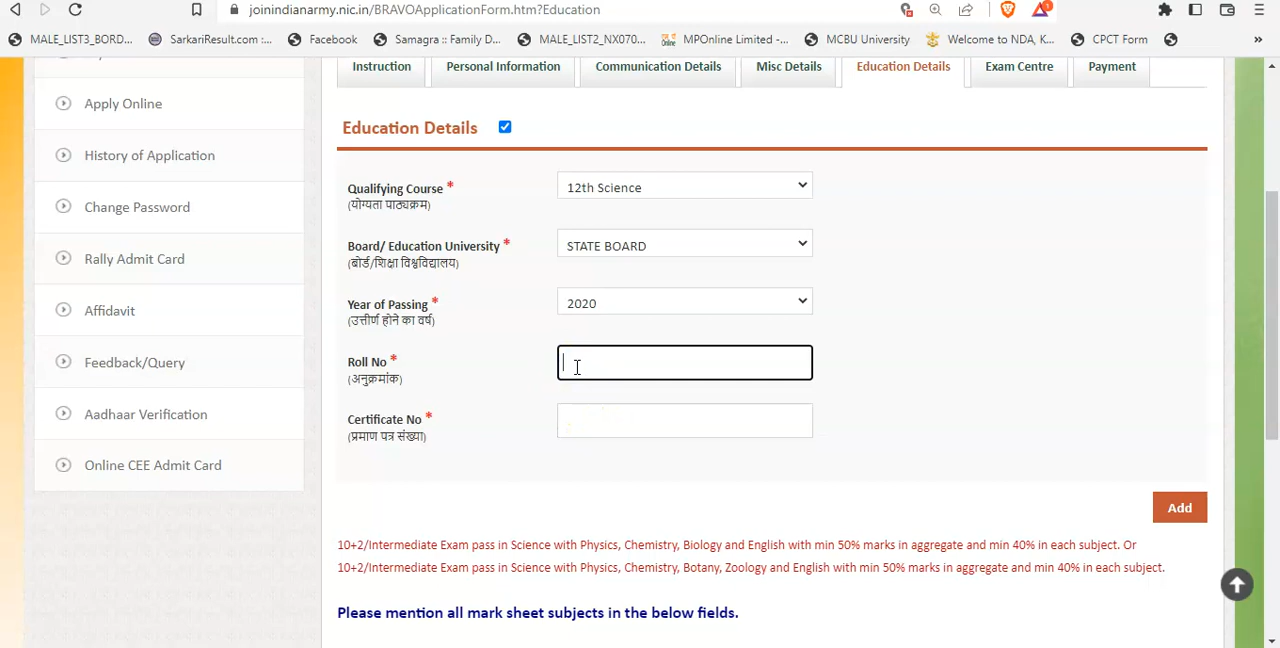 joinindianarmy.nic.in/BRAVOApplicationForm.htm?Education
1
MALE_LIST3_BORD...
SarkariResult.com :...
Facebook
Samagra :: Family D...
MALE_LIST2_NX070...
MPOnline Limited -...
MCBU University
Welcome to NDA, K...
CPCT Form
»
Instruction
Personal Information
Communication Details
Misc Details
Education Details
Exam Centre
Payment
Apply Online
History of Application
Change Password
Rally Admit Card
Affidavit
Feedback/Query
Aadhaar Verification
Online CEE Admit Card
Education Details
Qualifying Course *
(योग्यता पाठ्यक्रम)
12th Science
Board/ Education University *
(बोर्ड/शिक्षा विश्वविद्यालय)
STATE BOARD
Year of Passing *
(उत्तीर्ण होने का वर्ष)
2020
Roll No *
(अनुक्रमांक)
Certificate No *
(प्रमाण पत्र संख्या)
Add
10+2/Intermediate Exam pass in Science with Physics, Chemistry, Biology and English with min 50% marks in aggregate and min 40% in each subject. Or
10+2/Intermediate Exam pass in Science with Physics, Chemistry, Botany, Zoology and English with min 50% marks in aggregate and min 40% in each subject.
Please mention all mark sheet subjects in the below fields.